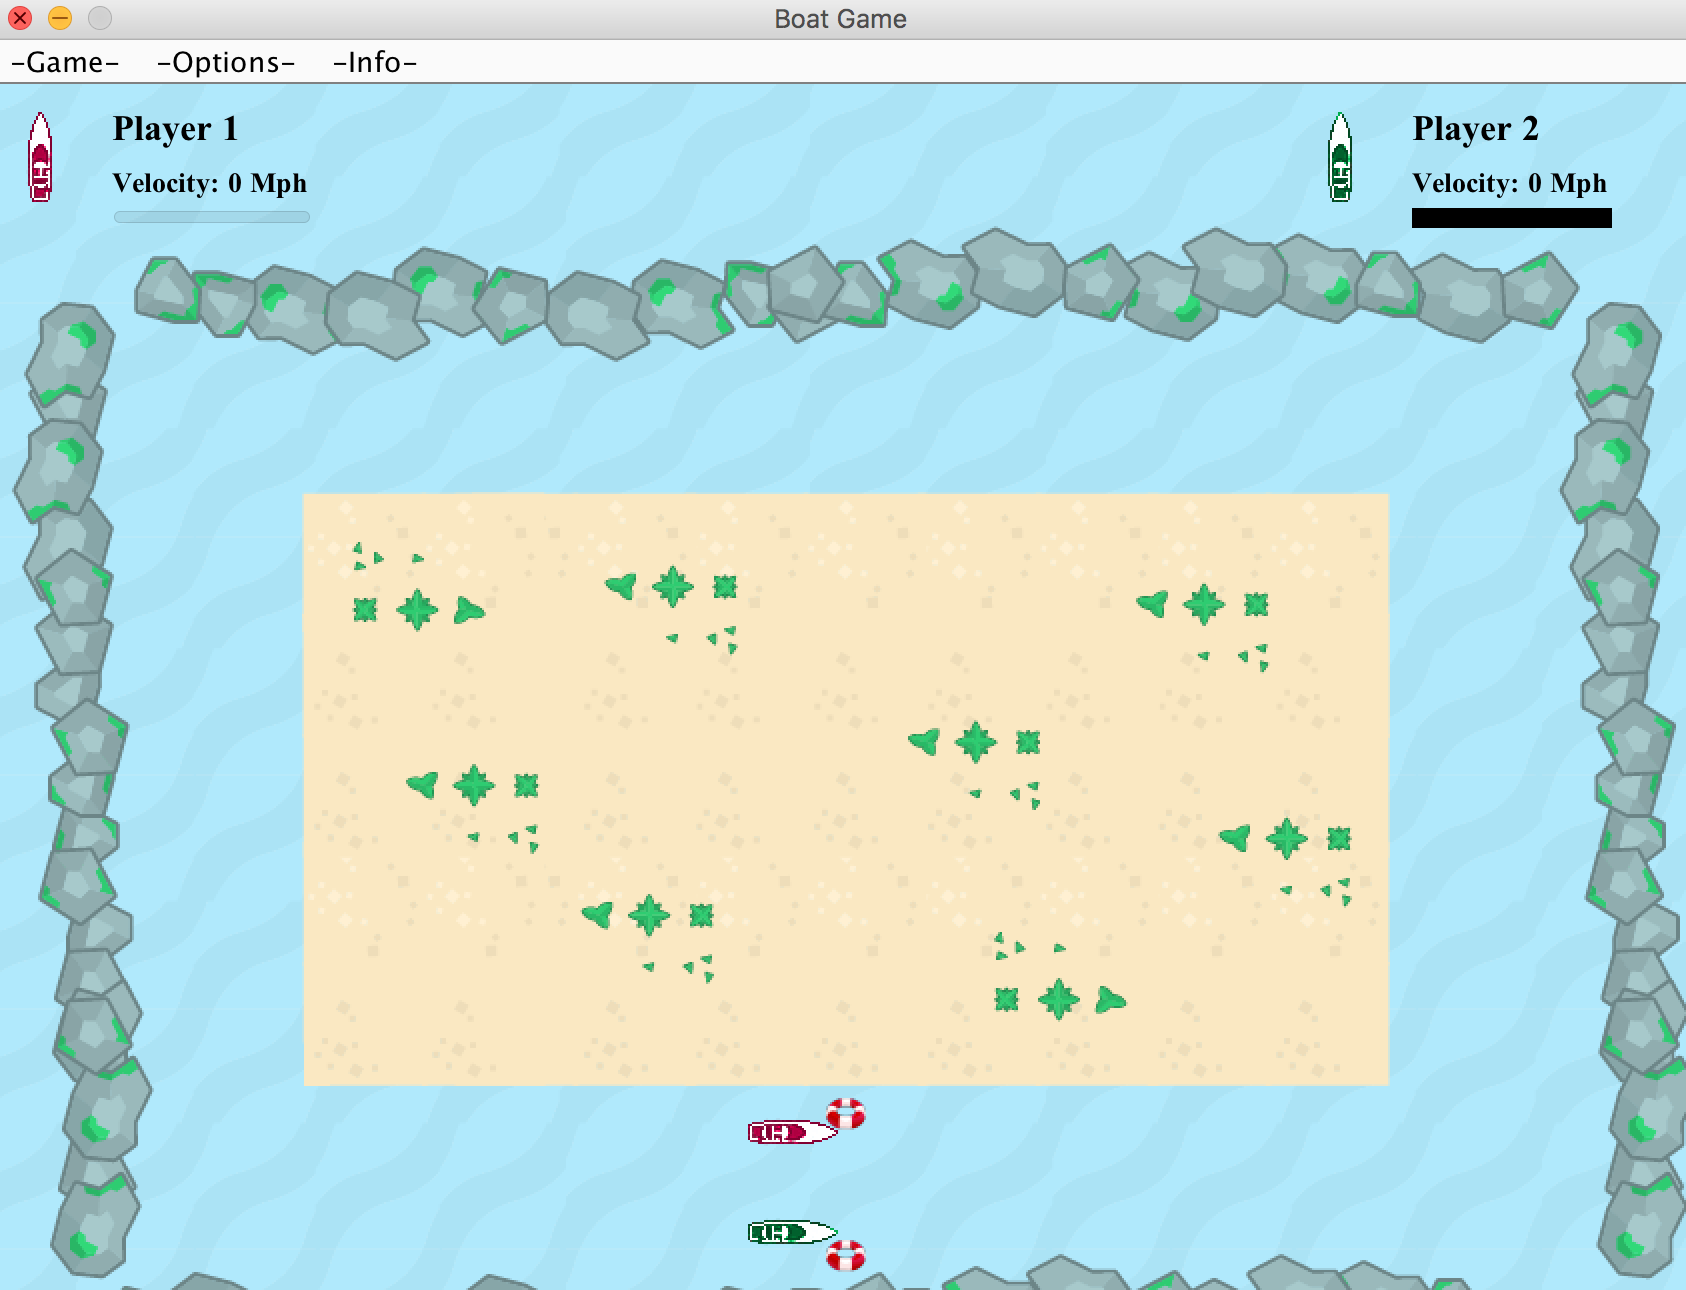 Boat Game
-Game- -Options- -Info-
Player 1
Velocity: 0 Mph
Player 2
Velocity: 0 Mph